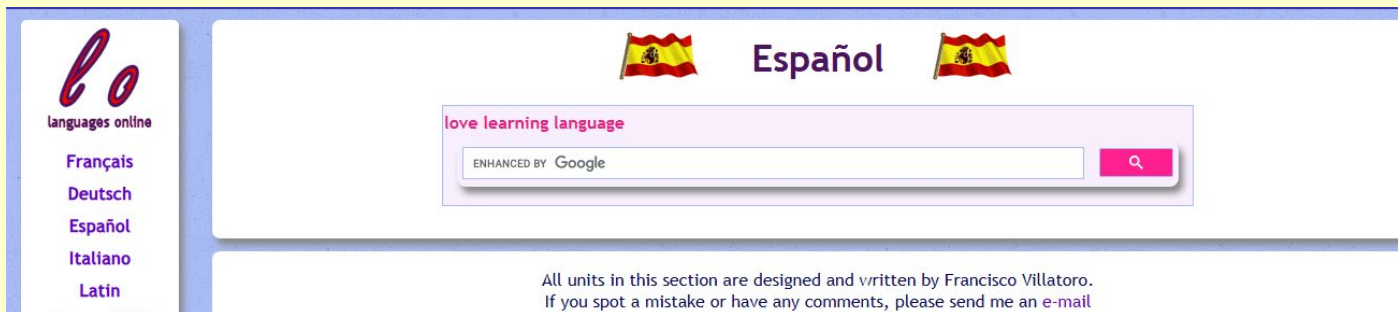 lo
languages online
Français
Deutsch
Español
Italiano
Latin
Español
love learning language
ENHANCED BY Google
All units in this section are designed and written by Francisco Villatoro.
If you spot a mistake or have any comments, please send me an e-mail